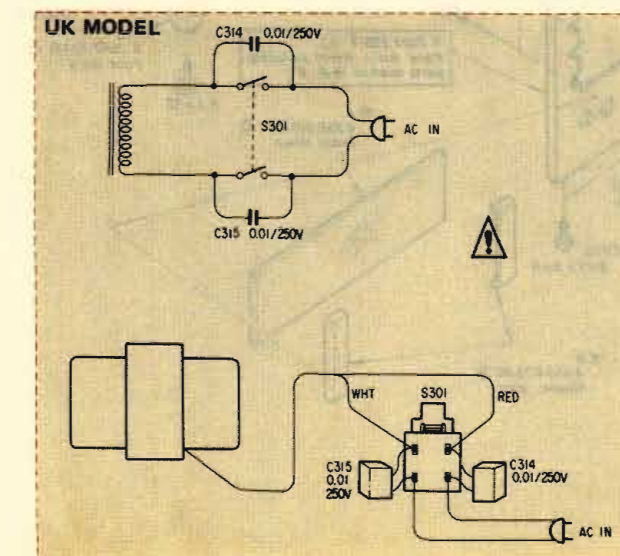 UK MODEL
C314 0.01/250V
S301
AC IN
C315 0.01/250V
WHT
S301
RED
C315
0.01
250V
C314
0.01/250V
AC IN